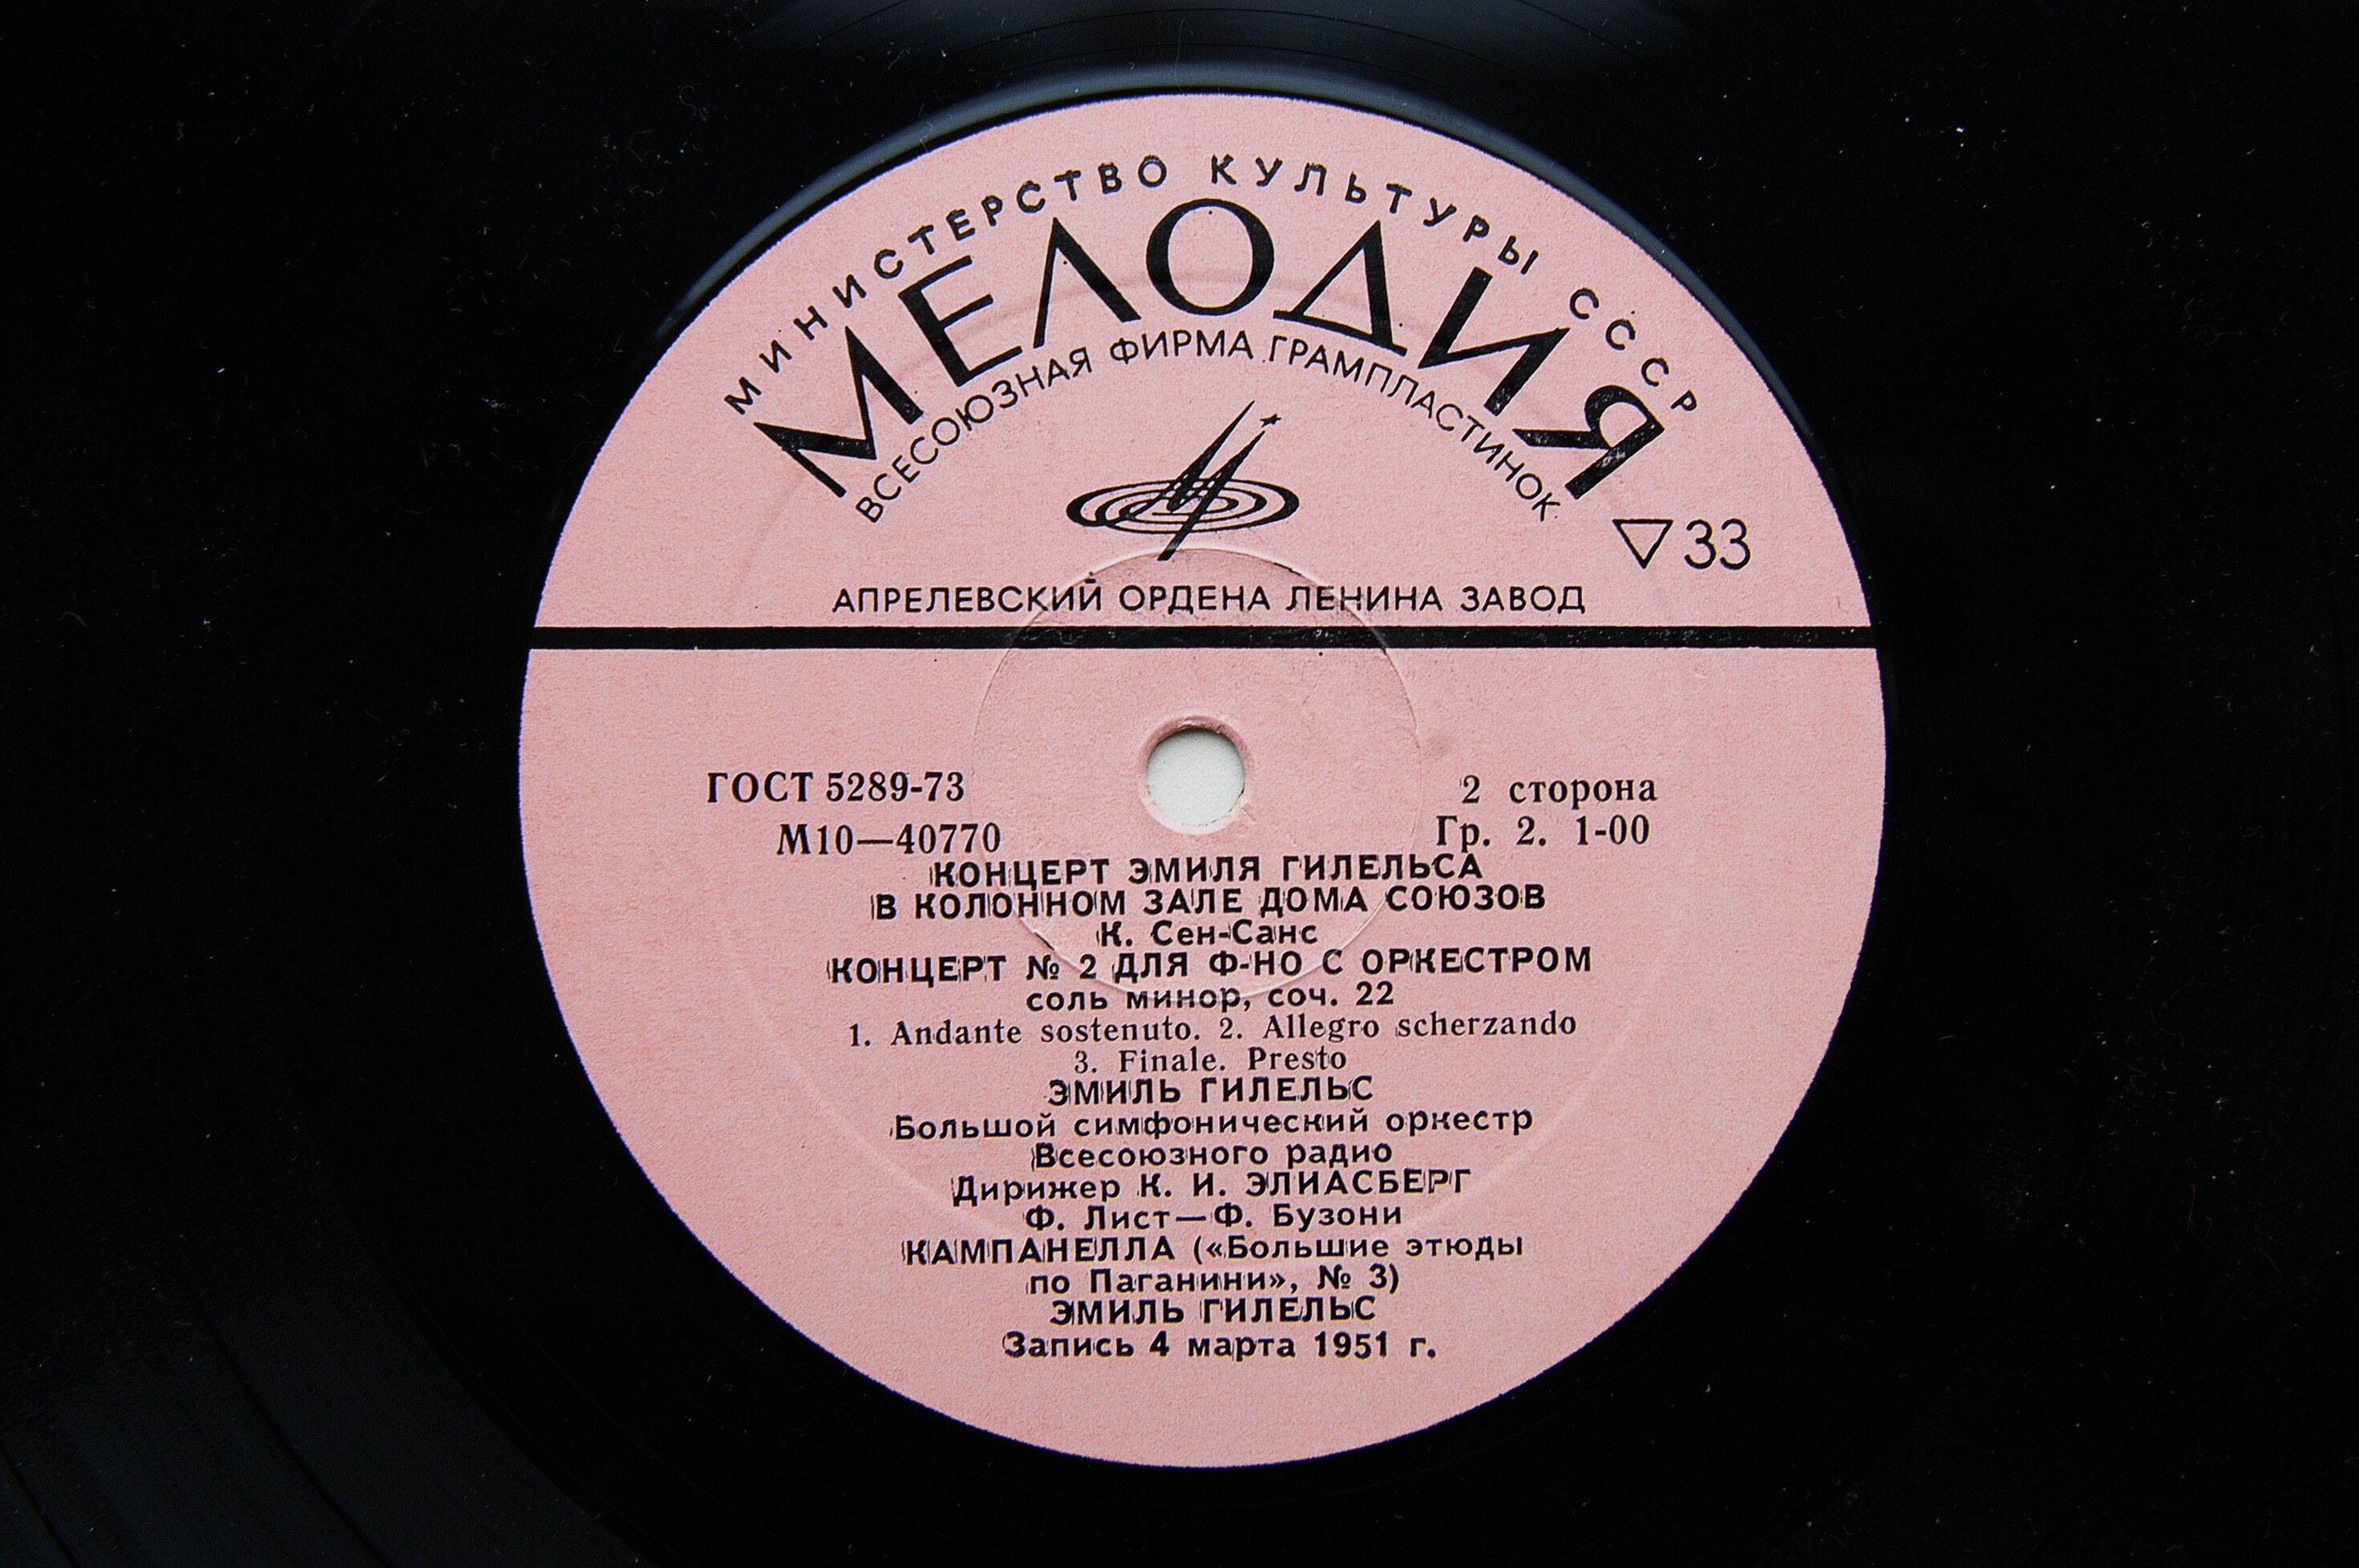 МИНИСТЕРСТВО КУЛЬТУРЫ СССР
МЕЛОДИЯ
ВСЕСОЮЗНАЯ ФИРМА ГРАМПЛАСТИНОК
33
АПРЕЛЕВСКИЙ ОРДЕНА ЛЕНИНА ЗАВОД
ГОСТ 5289-73
2 сторона
М10—40770
Гр. 2. 1-00
КОНЦЕРТ ЭМИЛЯ ГИЛЕЛЬСА
В КОЛОННОМ ЗАЛЕ ДОМА СОЮЗОВ
К. Сен-Санс
КОНЦЕРТ № 2 ДЛЯ Ф-НО С ОРКЕСТРОМ
соль минор, соч. 22
1. Andante sostenuto. 2. Allegro scherzando
3. Finale. Presto
ЭМИЛЬ ГИЛЕЛЬС
Большой симфонический оркестр
Всесоюзного радио
Дирижер К. И. ЭЛИАСБЕРГ
Ф. Лист—Ф. Бузони
КАМПАНЕЛЛА («Большие этюды
по Паганини», № 3)
ЭМИЛЬ ГИЛЕЛЬС
Запись 4 марта 1951 г.